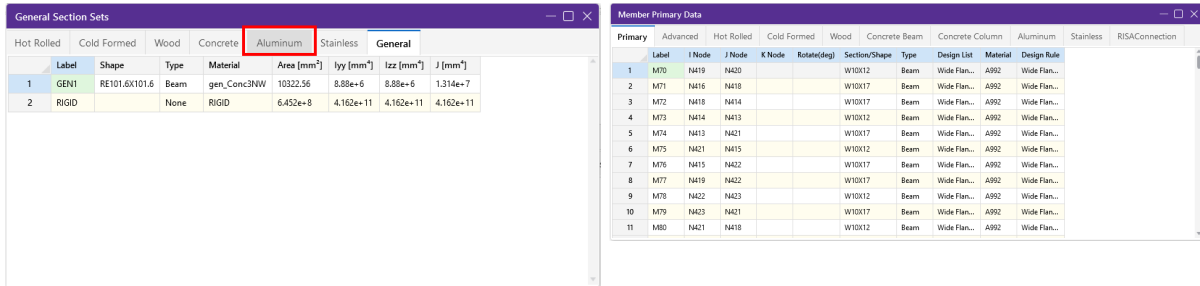 General Section Sets
Hot Rolled Cold Formed Wood Concrete Aluminum Stainless General
Label Shape Type Material Area [mm²] Iyy [mm⁴] Izz [mm⁴] J [mm⁴]
1 GEN1 RE101.6X101.6 Beam gen_Conc3NW 10322.56 8.88e+6 8.88e+6 1.314e+7
2 RIGID None RIGID 6.452e+8 4.162e+11 4.162e+11 4.162e+11
Member Primary Data
Primary Advanced Hot Rolled Cold Formed Wood Concrete Beam Concrete Column Aluminum Stainless RISAConnection
Label I Node J Node K Node Rotate(deg) Section/Shape Type Design List Material Design Rule
1 M70 N419 N420 W10X12 Beam Wide Flan... A992 Wide Flan...
2 M71 N416 N418 W10X17 Beam Wide Flan... A992 Wide Flan...
3 M72 N418 N414 W10X17 Beam Wide Flan... A992 Wide Flan...
4 M73 N414 N413 W10X12 Beam Wide Flan... A992 Wide Flan...
5 M74 N413 N421 W10X17 Beam Wide Flan... A992 Wide Flan...
6 M75 N421 N415 W10X12 Beam Wide Flan... A992 Wide Flan...
7 M76 N415 N422 W10X17 Beam Wide Flan... A992 Wide Flan...
8 M77 N419 N422 W10X17 Beam Wide Flan... A992 Wide Flan...
9 M78 N422 N423 W10X12 Beam Wide Flan... A992 Wide Flan...
10 M79 N423 N421 W10X17 Beam Wide Flan... A992 Wide Flan...
11 M80 N421 N418 W10X12 Beam Wide Flan... A992 Wide Flan...